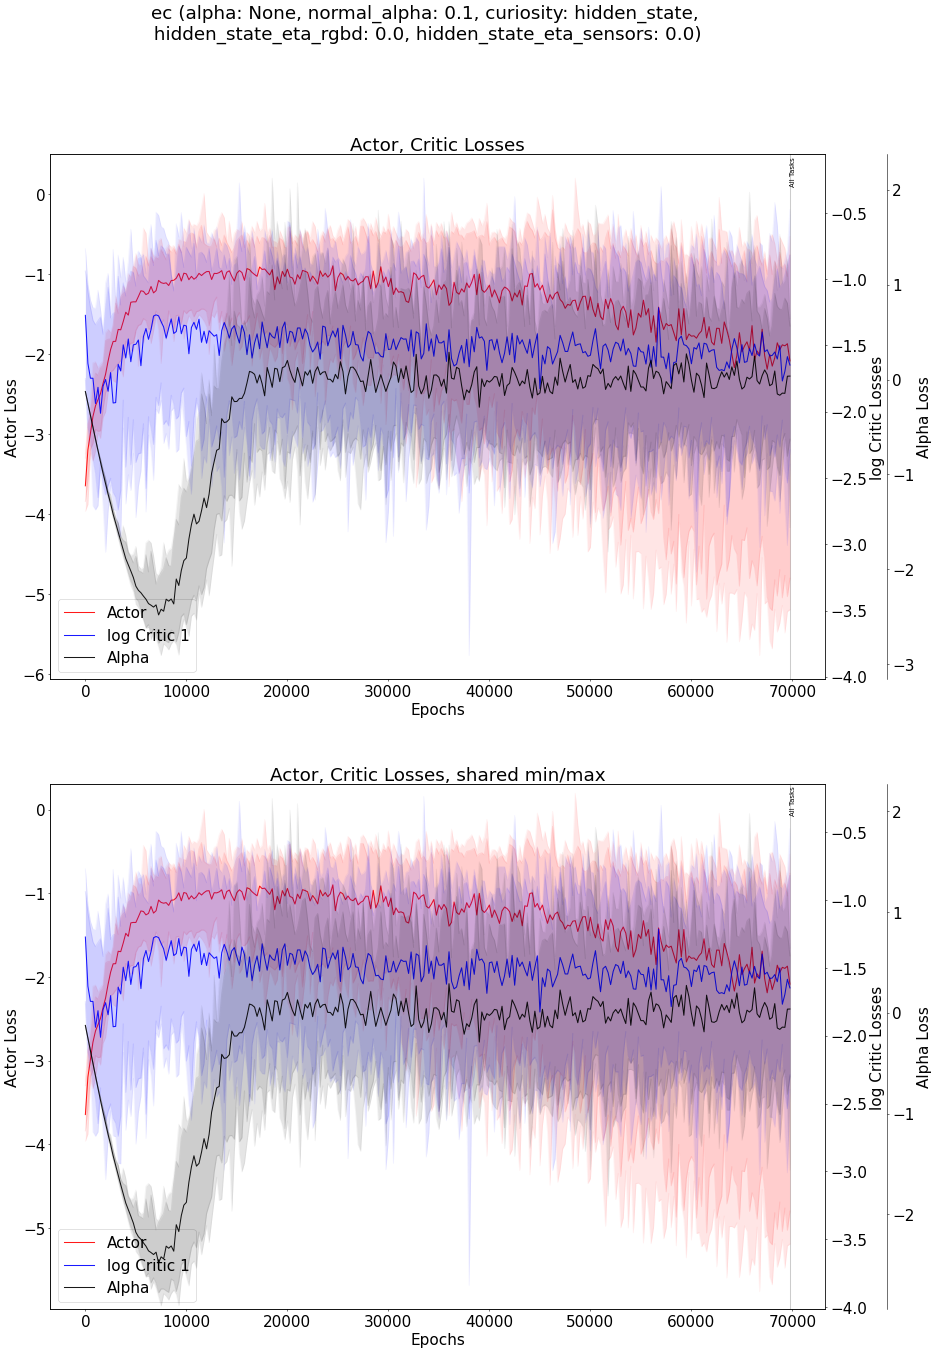 ec (alpha: None, normal_alpha: 0.1, curiosity: hidden_state,
hidden_state_eta_rgbd: 0.0, hidden_state_eta_sensors: 0.0)
Actor, Critic Losses
All Tasks
0
−1
−2
−3
−4
−5
−6
Actor Loss
−0.5
−1.0
−1.5
−2.0
−2.5
−3.0
−3.5
−4.0
log Critic Losses
2
1
0
−1
−2
−3
Alpha Loss
Actor
log Critic 1
Alpha
0
10000
20000
30000
40000
50000
60000
70000
Epochs
Actor, Critic Losses, shared min/max
All Tasks
0
−1
−2
−3
−4
−5
Actor Loss
−0.5
−1.0
−1.5
−2.0
−2.5
−3.0
−3.5
−4.0
log Critic Losses
2
1
0
−1
−2
Alpha Loss
Actor
log Critic 1
Alpha
0
10000
20000
30000
40000
50000
60000
70000
Epochs